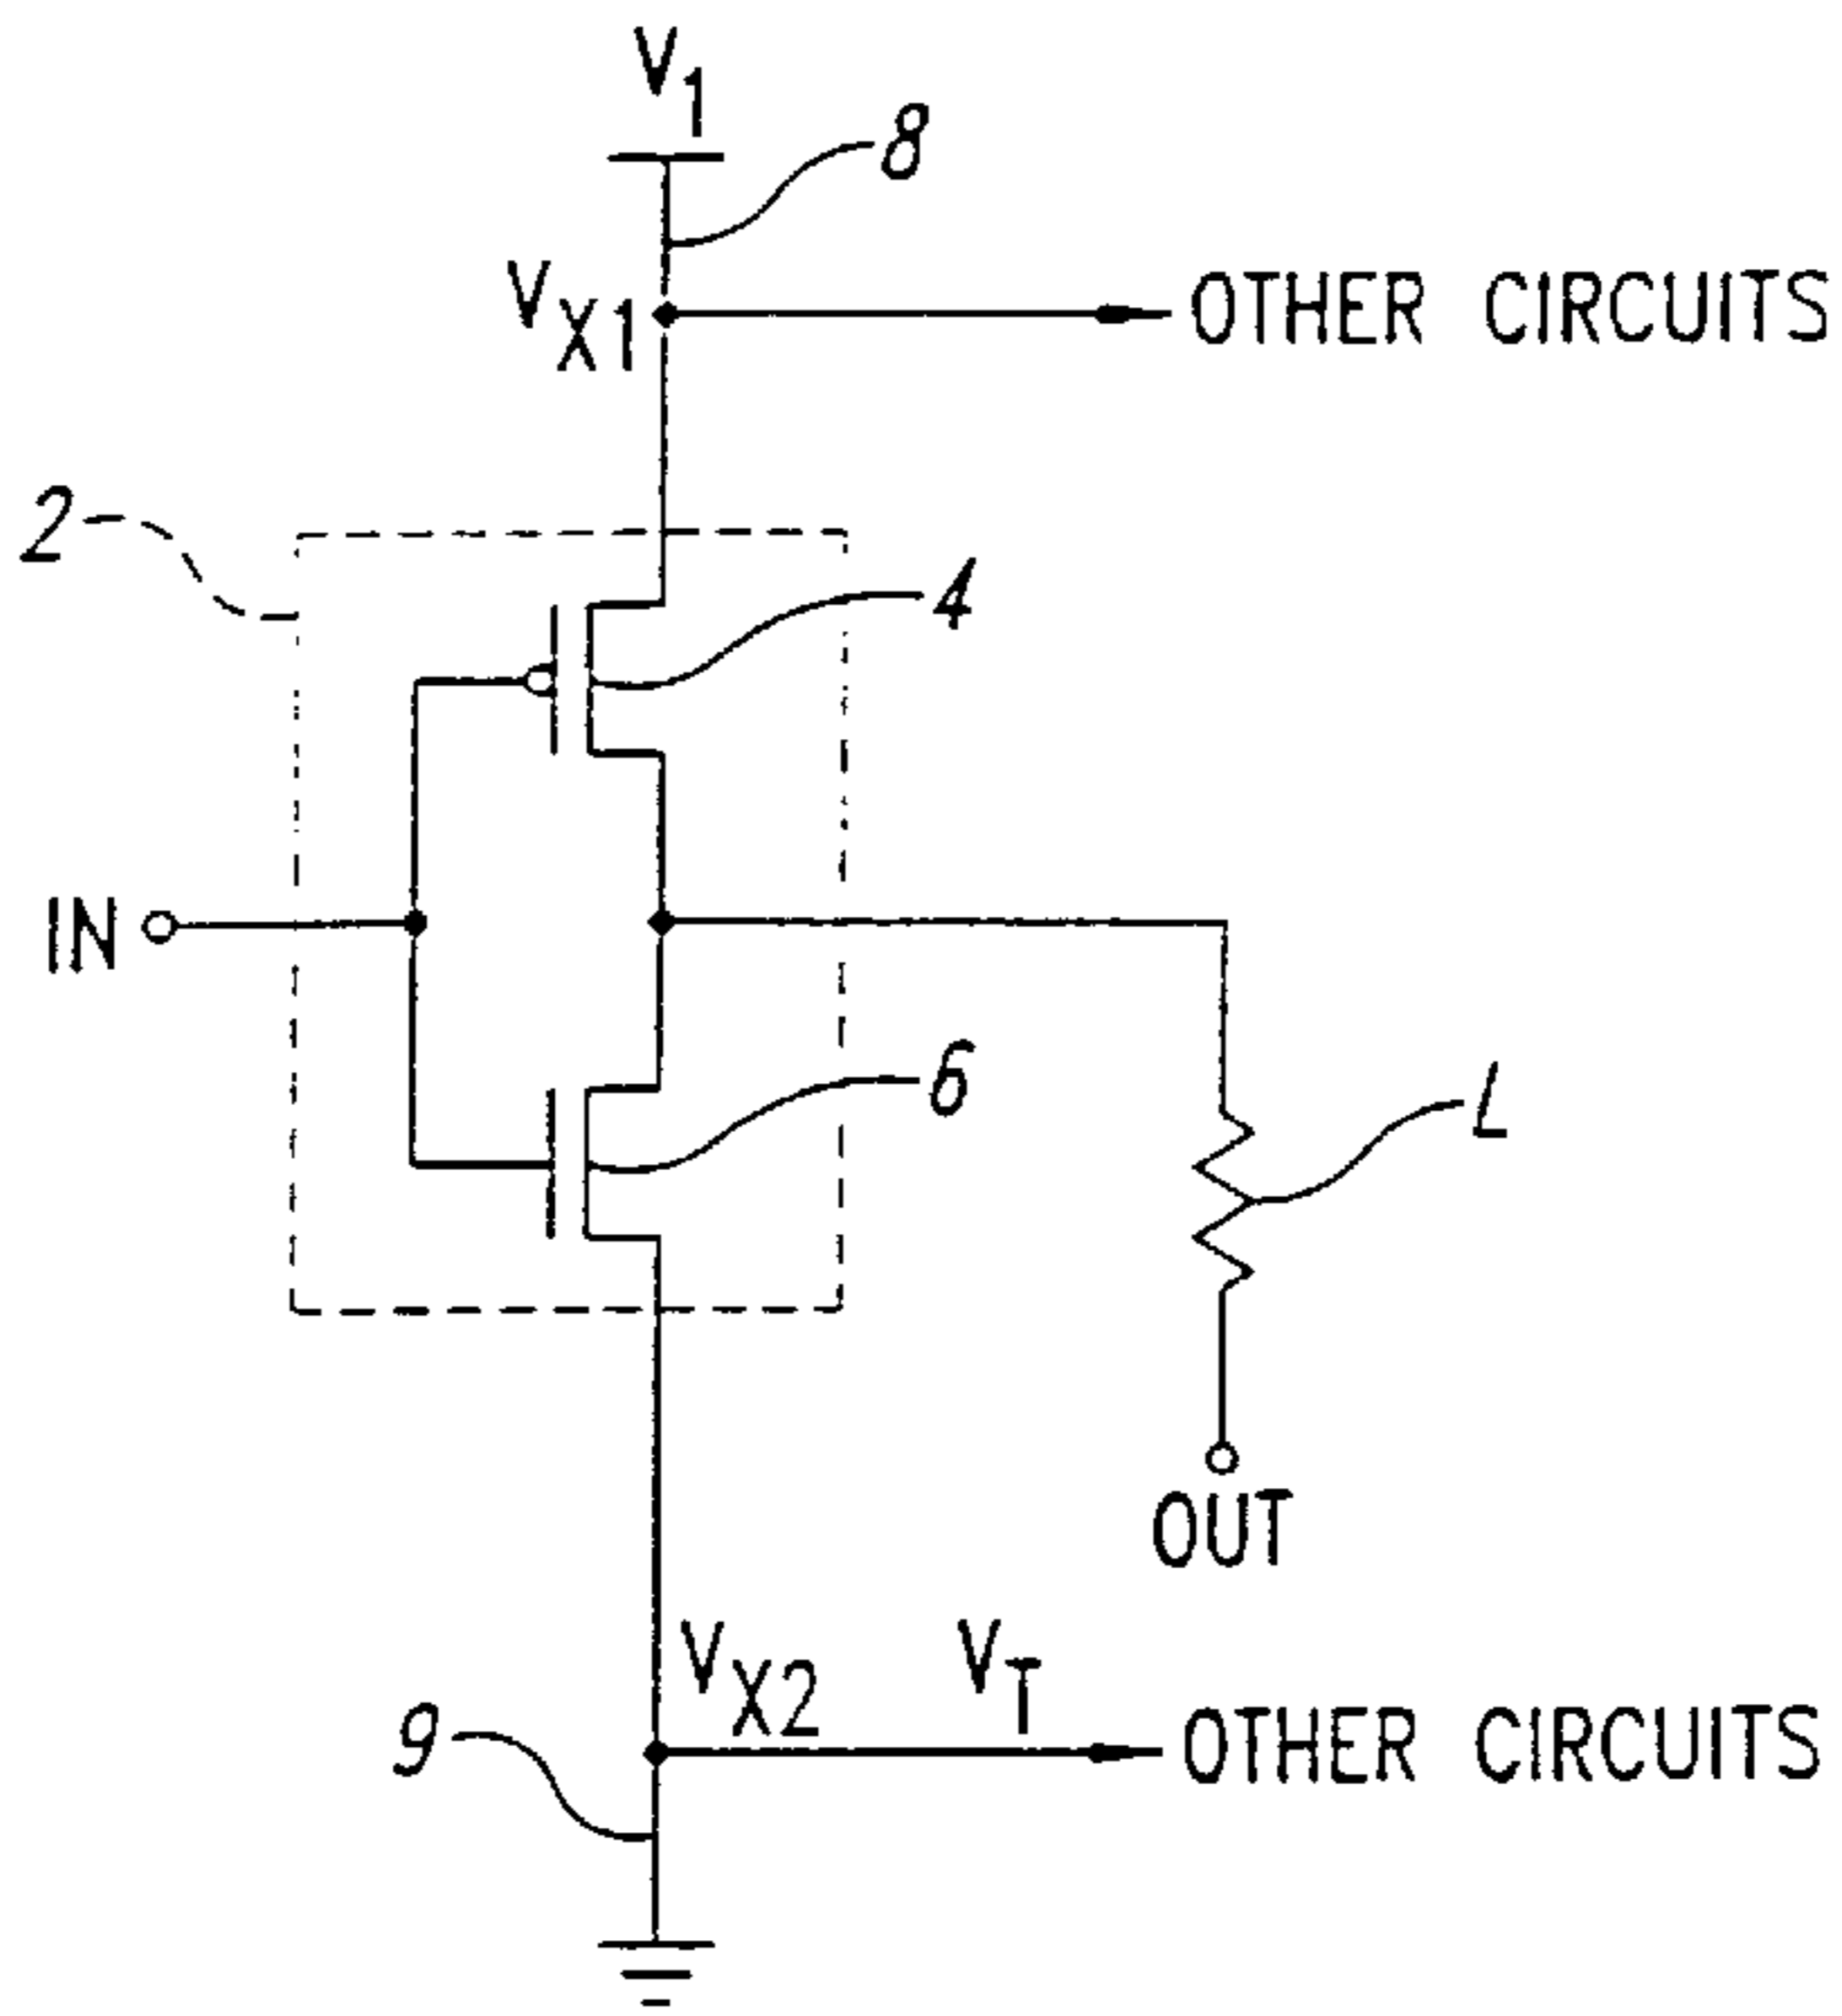 V1
8
VX1
OTHER CIRCUITS
2
4
IN
6
L
OUT
VX2
VT
9
OTHER CIRCUITS